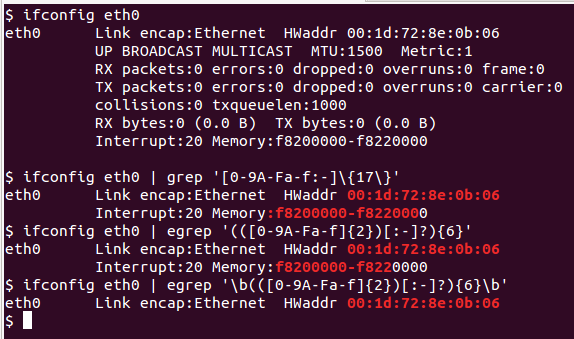 $ ifconfig eth0
eth0      Link encap:Ethernet  HWaddr 00:1d:72:8e:0b:06
          UP BROADCAST MULTICAST  MTU:1500  Metric:1
          RX packets:0 errors:0 dropped:0 overruns:0 frame:0
          TX packets:0 errors:0 dropped:0 overruns:0 carrier:0
          collisions:0 txqueuelen:1000
          RX bytes:0 (0.0 B)  TX bytes:0 (0.0 B)
          Interrupt:20 Memory:f8200000-f8220000
$ ifconfig eth0 | grep '[0-9A-Fa-f:-]\{17\}'
eth0      Link encap:Ethernet  HWaddr 00:1d:72:8e:0b:06
          Interrupt:20 Memory:f8200000-f8220000
$ ifconfig eth0 | egrep '(([0-9A-Fa-f]{2})[:-]?){6}'
eth0      Link encap:Ethernet  HWaddr 00:1d:72:8e:0b:06
          Interrupt:20 Memory:f8200000-f8220000
$ ifconfig eth0 | egrep '\b(([0-9A-Fa-f]{2})[:-]?){6}\b'
eth0      Link encap:Ethernet  HWaddr 00:1d:72:8e:0b:06
$